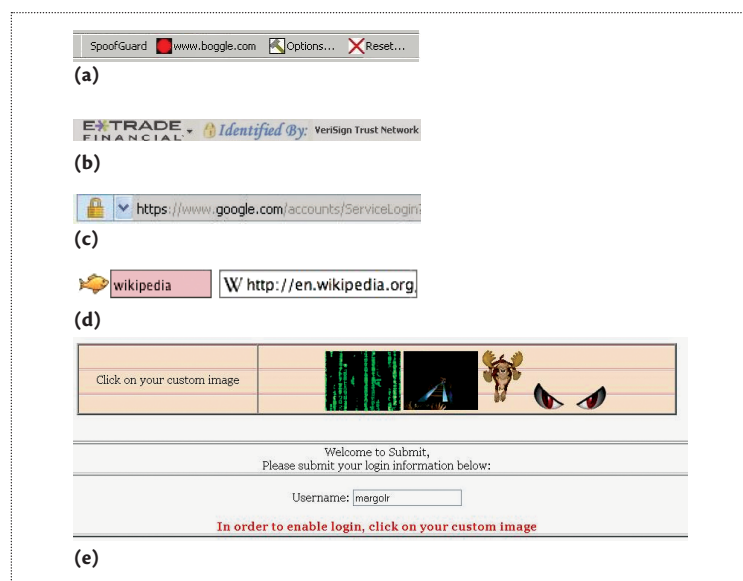 SpoofGuard www.boggle.com Options... Reset...
(a)
E*TRADE FINANCIAL Identified By: VeriSign Trust Network
(b)
https://www.google.com/accounts/ServiceLogin?
(c)
wikipedia W http://en.wikipedia.org,
(d)
Click on your custom image
Welcome to Submit,
Please submit your login information below:
Username: margolr
In order to enable login, click on your custom image
(e)